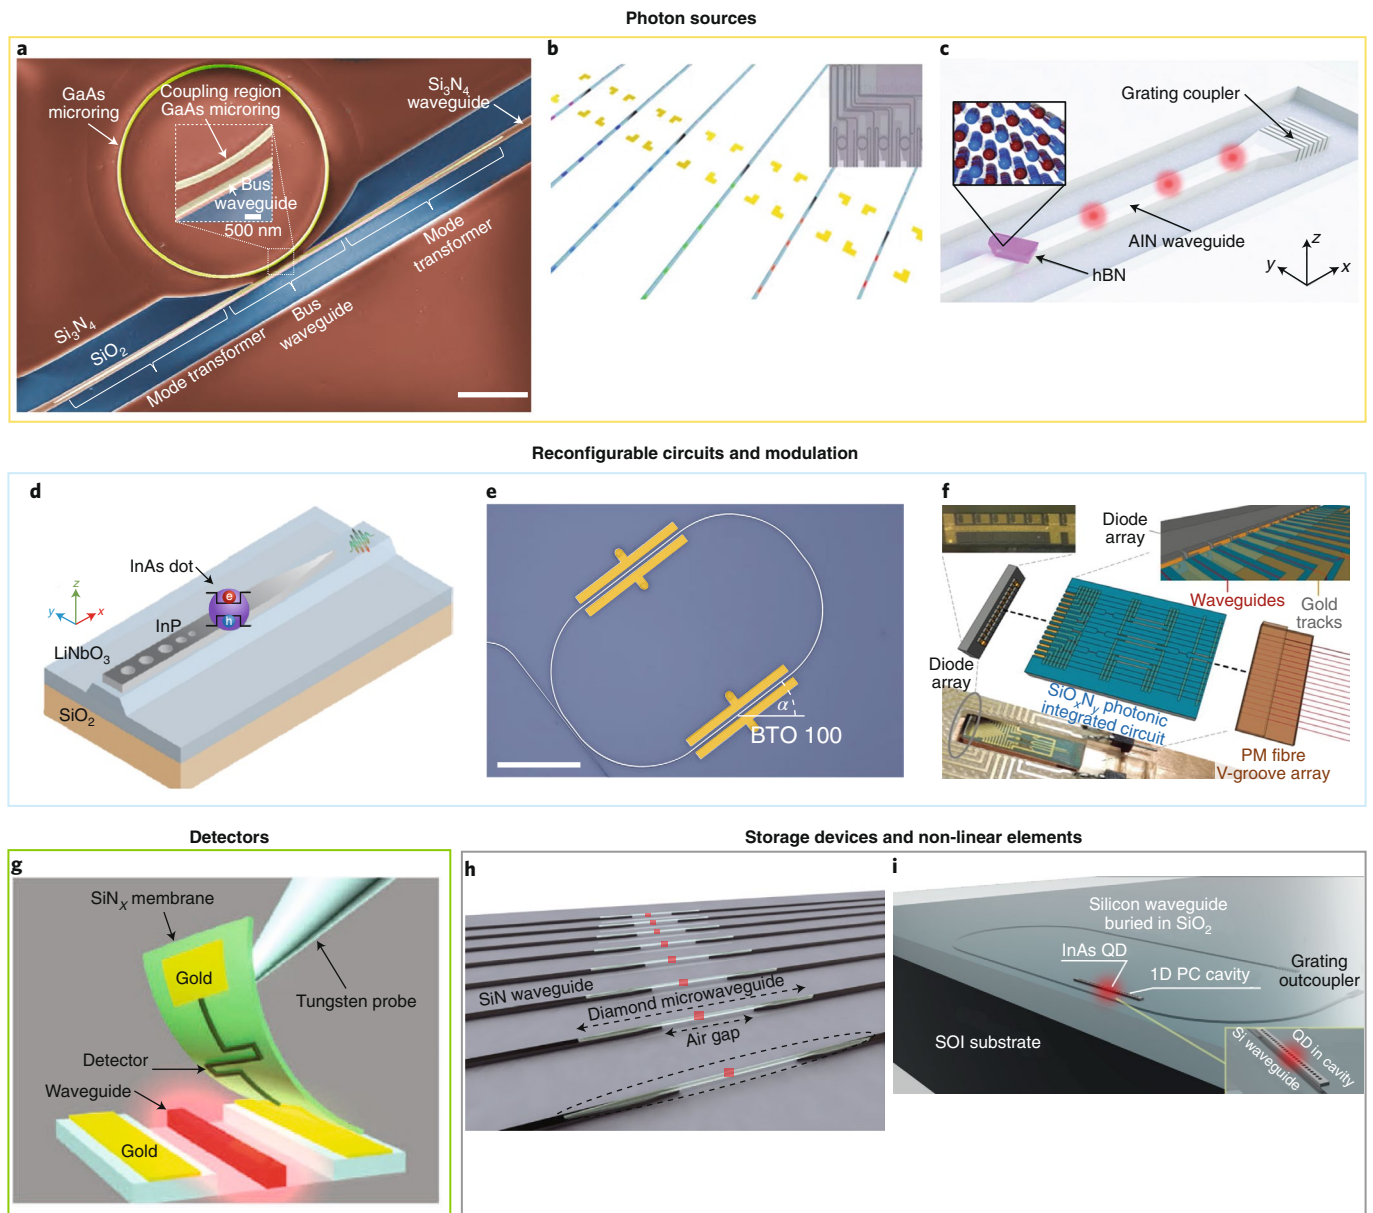 Photon sources
a
GaAs
microring
Coupling region
GaAs microring
Bus
waveguide
500 nm
Si3N4
waveguide
Mode
transformer
Bus
waveguide
Mode transformer
Si3N4
SiO2
b
c
Grating coupler
AlN waveguide
hBN
z
y
x
Reconfigurable circuits and modulation
d
InAs dot
e
h
z
y
x
InP
LiNbO3
SiO2
e
α
BTO 100
f
Diode
array
Waveguides
Gold
tracks
Diode
array
SiOxNy photonic
integrated circuit
PM fibre
V-groove array
Detectors
g
SiNx membrane
Gold
Tungsten probe
Detector
Waveguide
Gold
Storage devices and non-linear elements
h
SiN waveguide
Diamond microwaveguide
Air gap
i
Silicon waveguide
buried in SiO2
InAs QD
1D PC cavity
Grating
outcoupler
SOI substrate
QD in cavity
Si waveguide